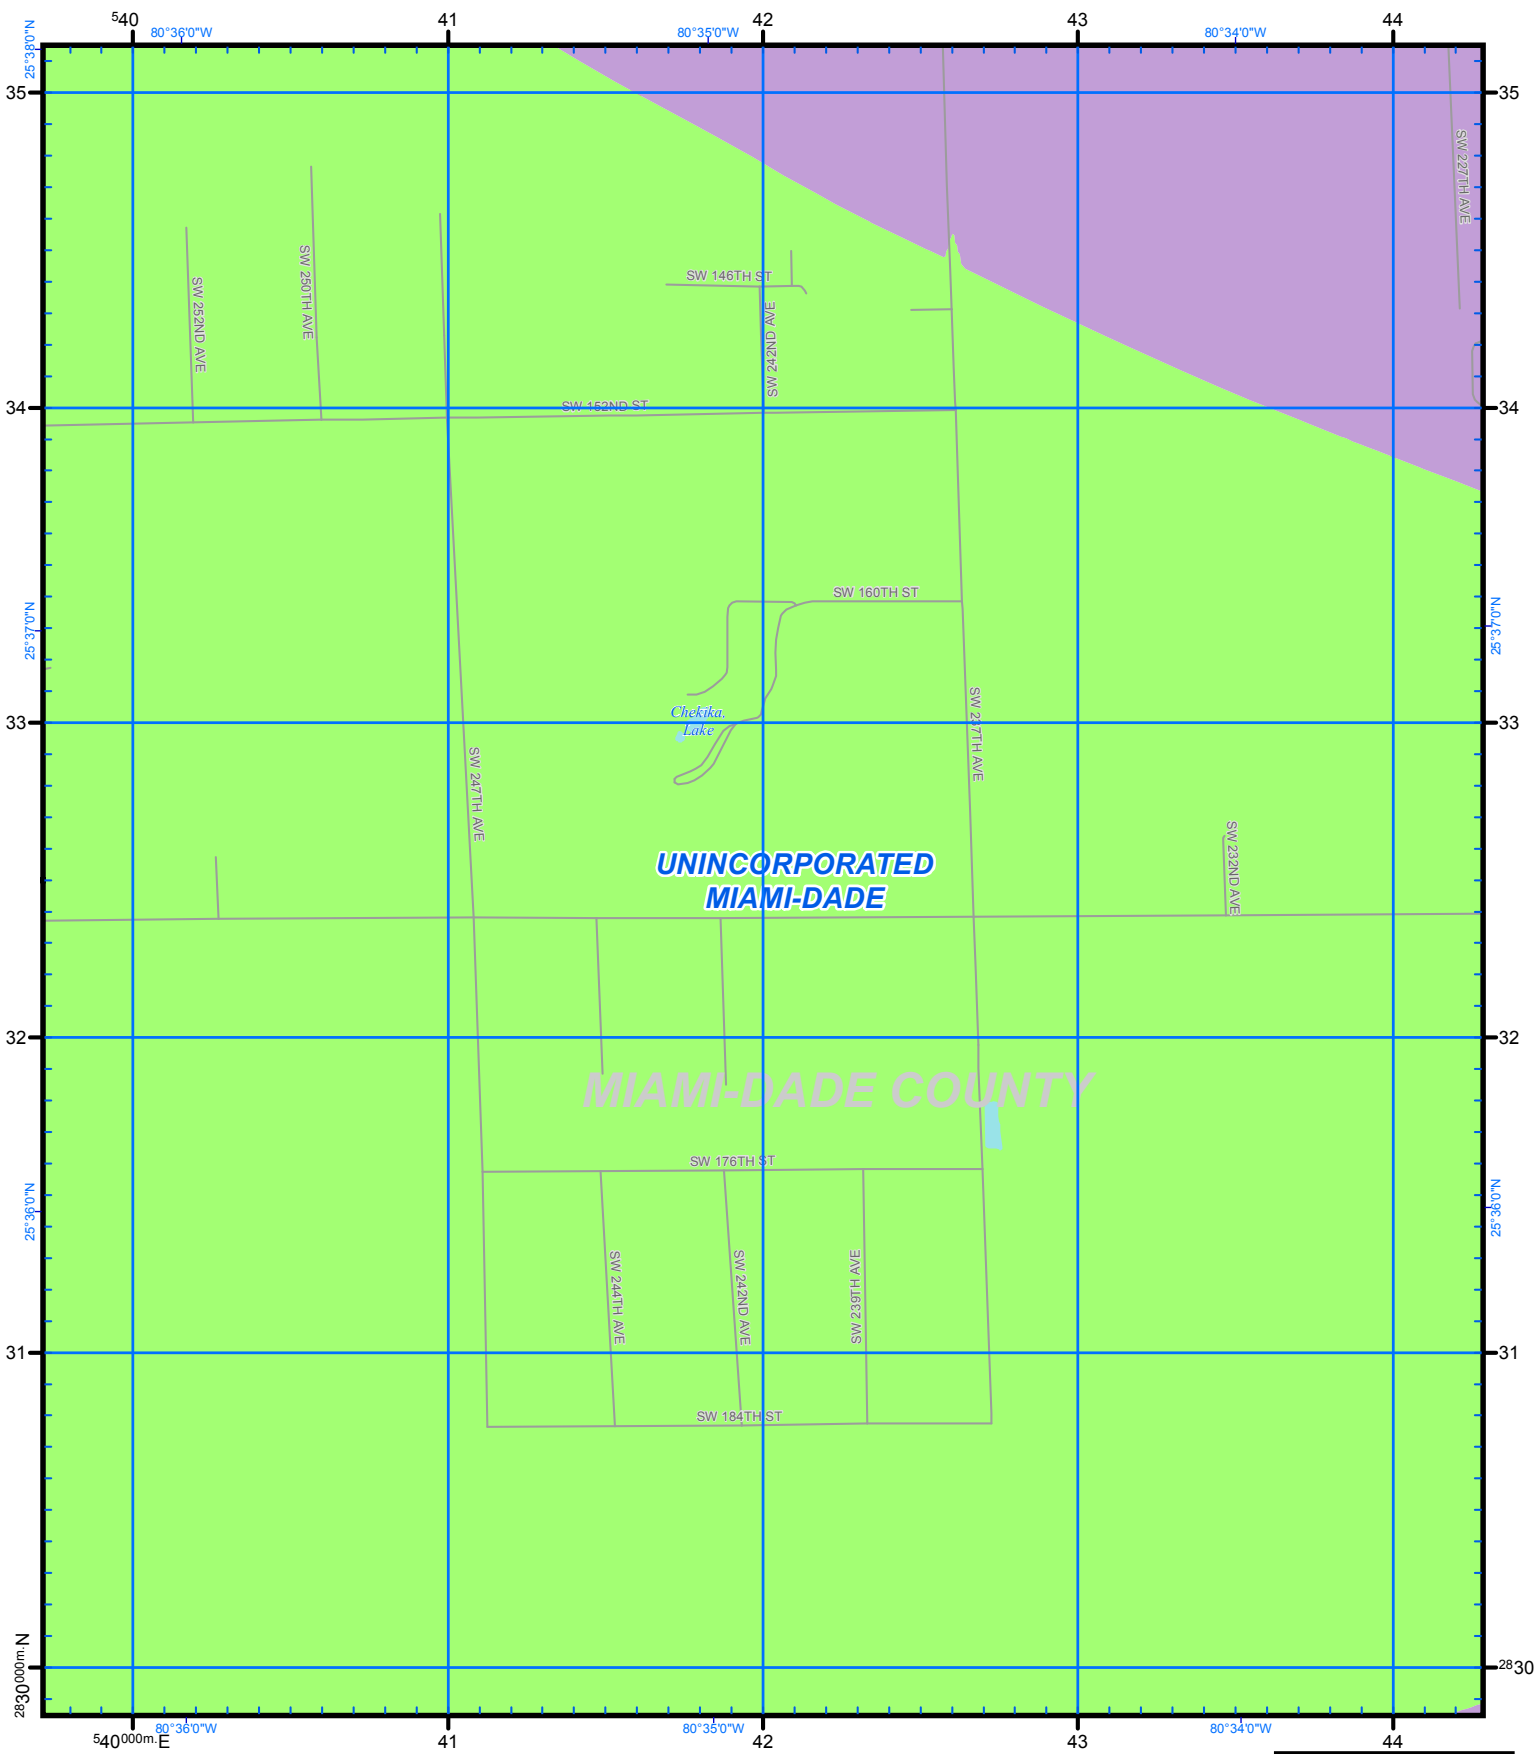 540 41 42 43 44
80°36'0"W 80°35'0"W 80°34'0"W
25°38'0"N
35 35
SW 227TH AVE
SW 252ND AVE
SW 250TH AVE
SW 146TH ST
SW 242ND AVE
SW 152ND ST
34 34
SW 160TH ST
25°37'0"N 25°37'0"N
Chekika,
Lake
33 33
SW 237TH AVE
SW 247TH AVE
SW 232ND AVE
UNINCORPORATED
MIAMI-DADE
32 32
MIAMI-DADE COUNTY
SW 176TH ST
25°36'0"N 25°36'0"N
SW 244TH AVE
SW 242ND AVE
SW 239TH AVE
31 31
SW 184TH ST
2830000m.N 2830
80°36'0"W 80°35'0"W 80°34'0"W
540000m.E 41 42 43 44